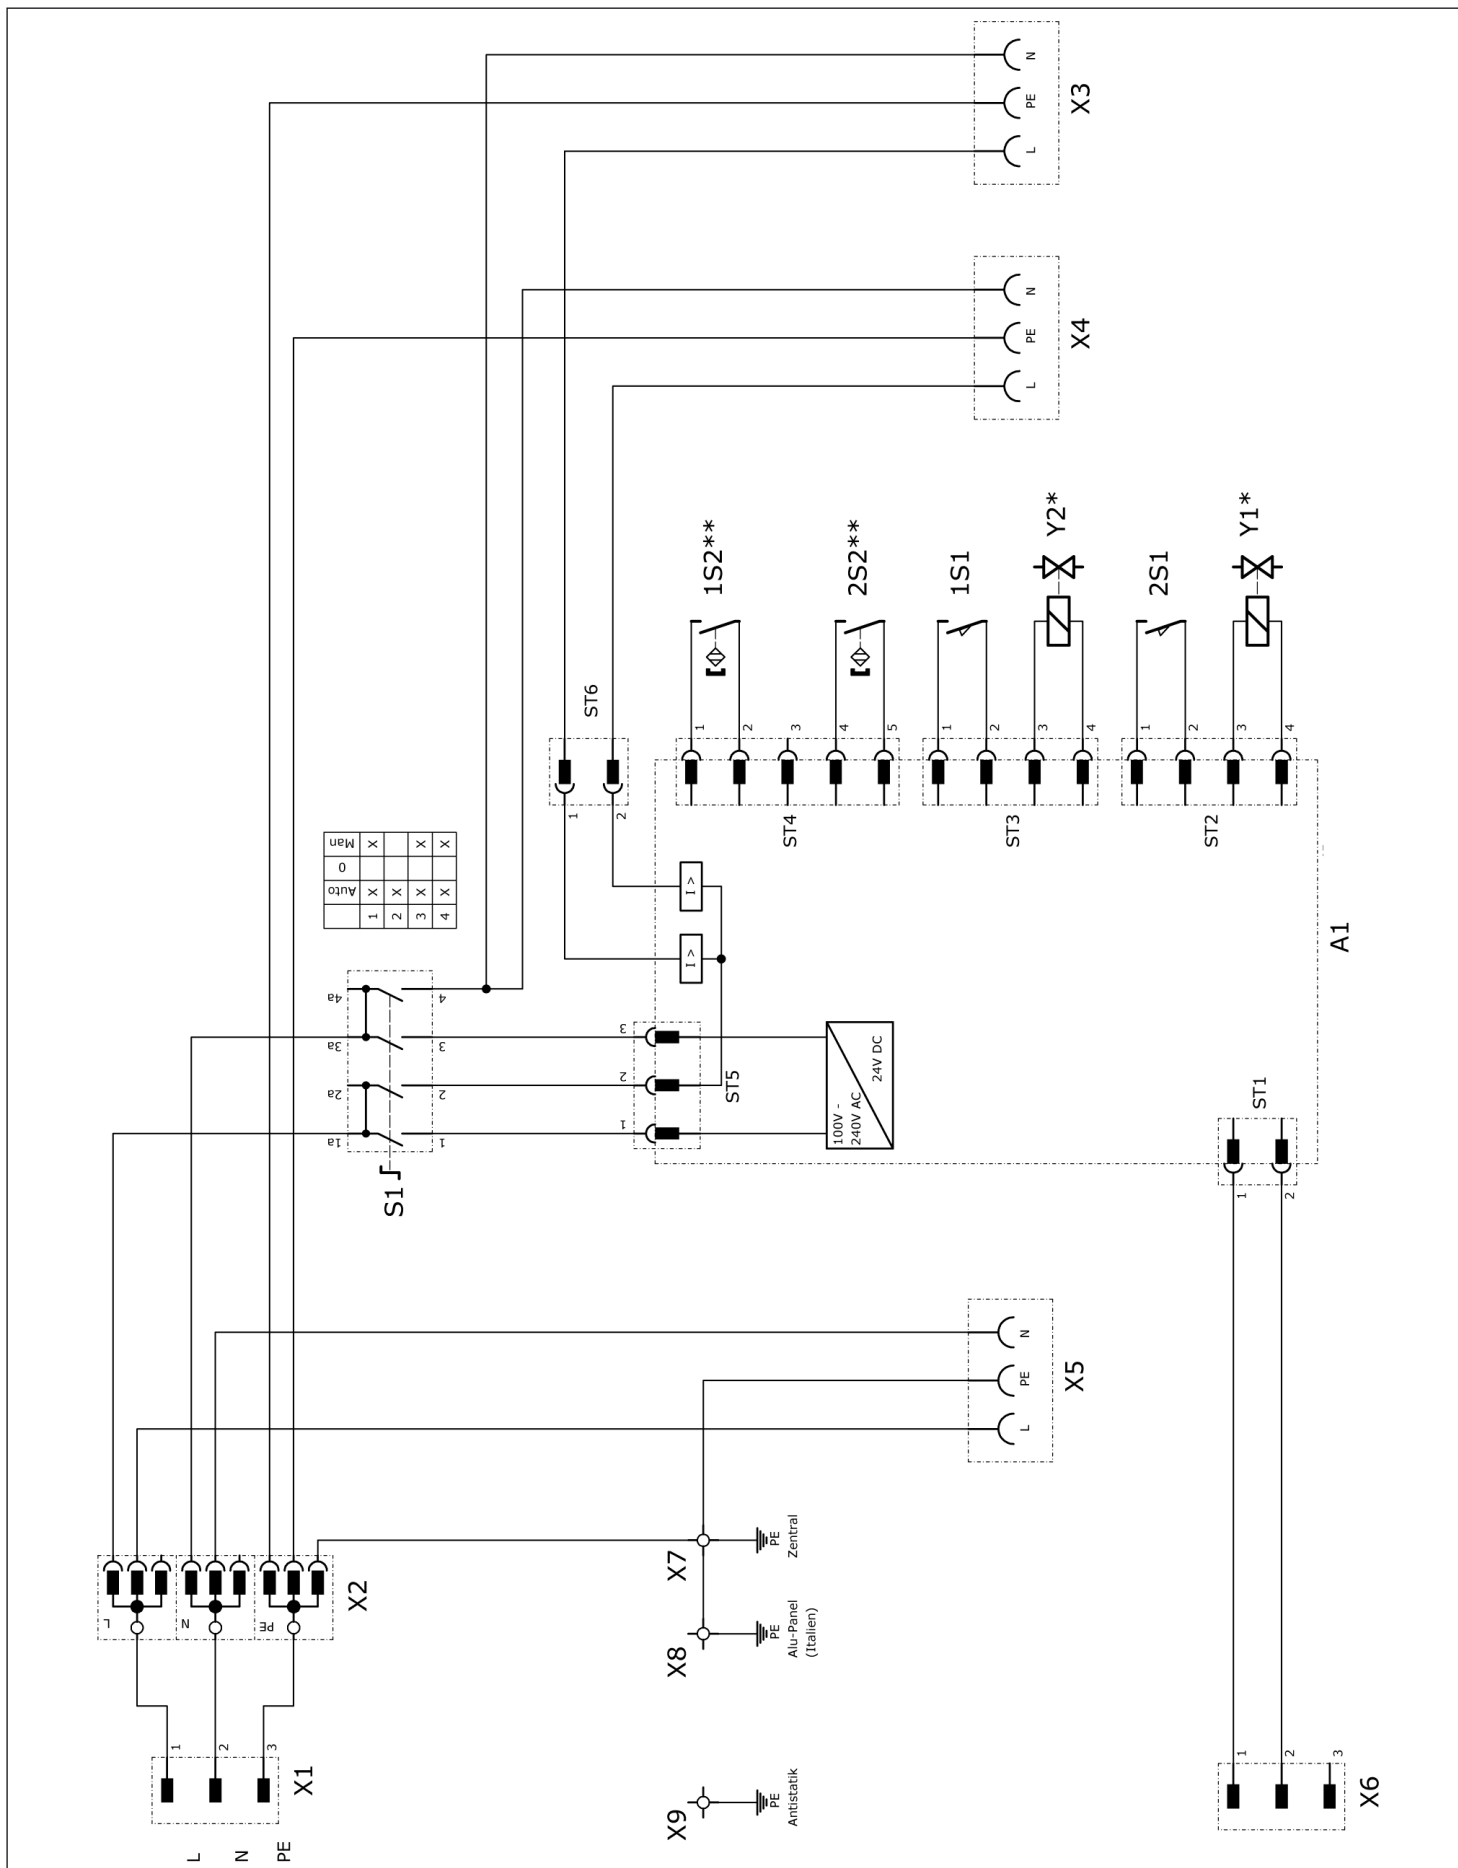 N
PE
L
X3
N
PE
L
X4
1S2**
2S2**
1S1
Y2*
2S1
Y1*
ST6
1
2
1
2
3
4
5
ST4
1
2
3
4
ST3
1
2
3
4
ST2
Auto 0 Man
1 X X
2 X
3 X X
4 X X
I >
I >
A1
4a
3a
2a
1a
4
3
2
1
S1
3
2
1
ST5
100V -
240V AC
24V DC
ST1
1
2
N
PE
L
X5
L
N
PE
X2
X7
PE
Zentral
X8
PE
Alu-Panel
(Italien)
X9
PE
Antistatik
1
2
3
X1
L
N
PE
1
2
3
X6